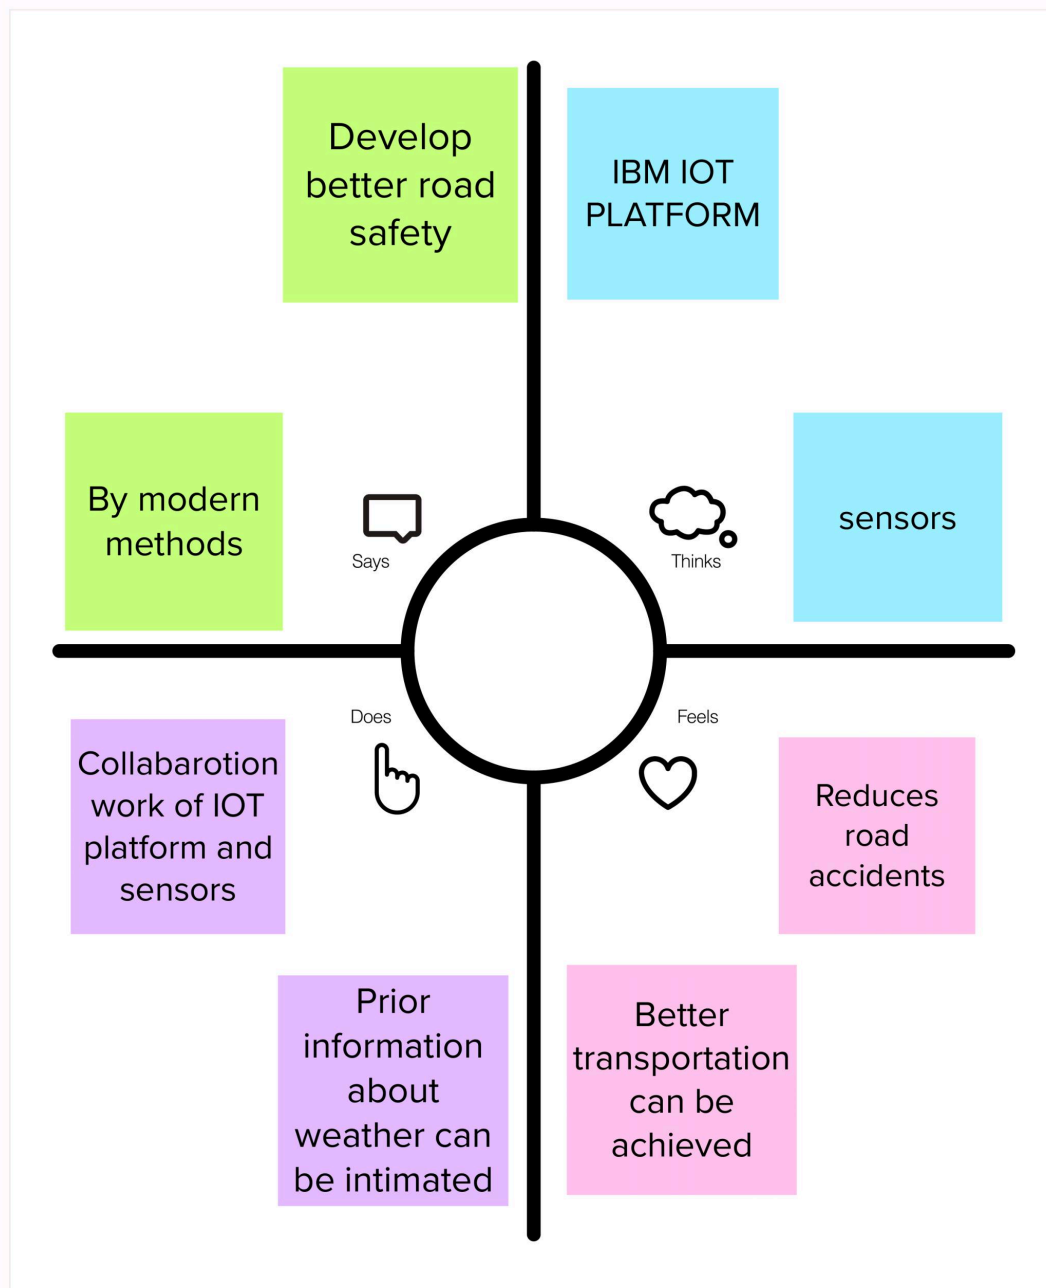 Develop
better road
safety
IBM IOT
PLATFORM
By modern
methods
Says
Thinks
sensors
Does
Feels
Collabarotion
work of IOT
platform and
sensors
Reduces
road
accidents
Prior
information
about
weather can
be intimated
Better
transportation
can be
achieved